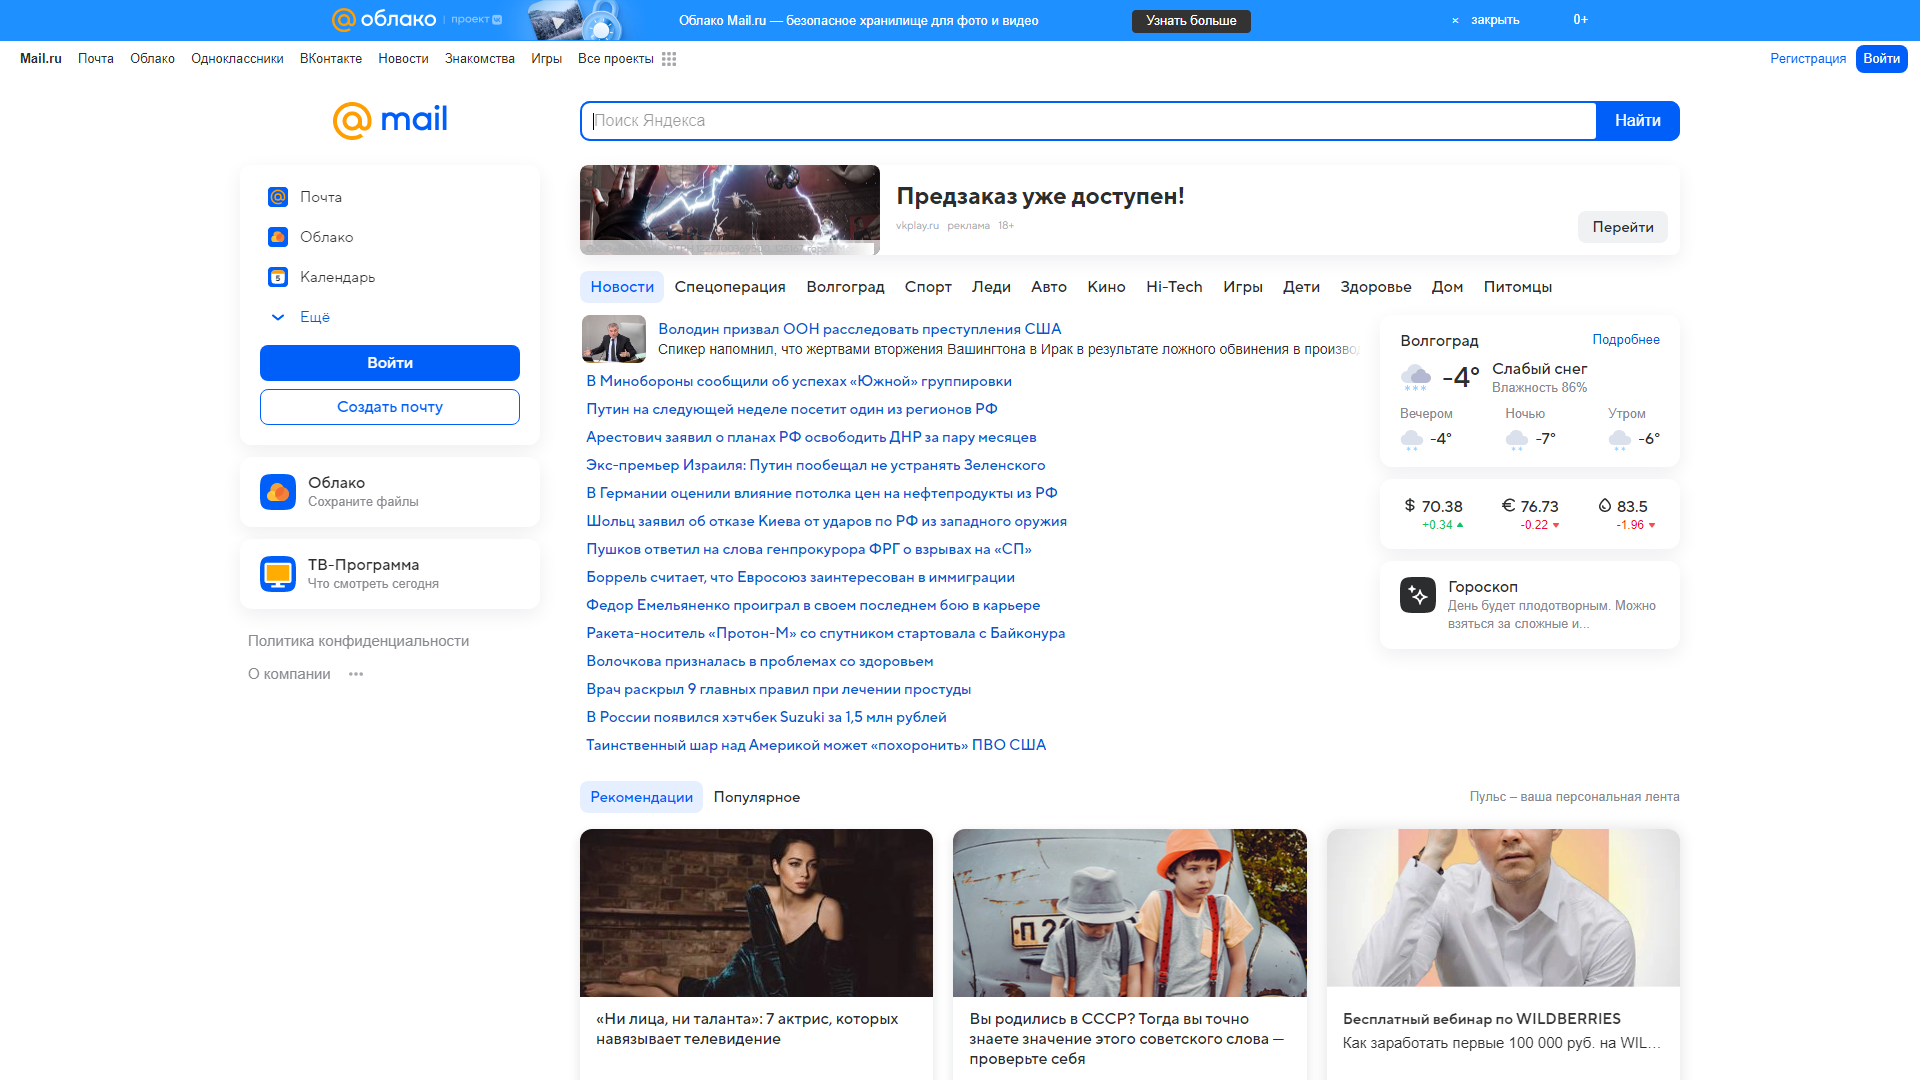 облако проект
Облако Mail.ru — безопасное хранилище для фото и видео
Узнать больше
× закрыть
0+
Mail.ru Почта Облако Одноклассники ВКонтакте Новости Знакомства Игры Все проекты
Регистрация Войти
@mail
Поиск Яндекса
Найти
Почта
Облако
Календарь
Ещё
Войти
Создать почту
Облако
Сохраните файлы
ТВ-Программа
Что смотреть сегодня
Политика конфиденциальности
О компании
Предзаказ уже доступен!
vkplay.ru реклама 18+
Перейти
Новости Спецоперация Волгоград Спорт Леди Авто Кино Hi-Tech Игры Дети Здоровье Дом Питомцы
Володин призвал ООН расследовать преступления США
Спикер напомнил, что жертвами вторжения Вашингтона в Ирак в результате ложного обвинения в произво
В Минобороны сообщили об успехах «Южной» группировки
Путин на следующей неделе посетит один из регионов РФ
Арестович заявил о планах РФ освободить ДНР за пару месяцев
Экс-премьер Израиля: Путин пообещал не устранять Зеленского
В Германии оценили влияние потолка цен на нефтепродукты из РФ
Шольц заявил об отказе Киева от ударов по РФ из западного оружия
Пушков ответил на слова генпрокурора ФРГ о взрывах на «СП»
Боррель считает, что Евросоюз заинтересован в иммиграции
Федор Емельяненко проиграл в своем последнем бою в карьере
Ракета-носитель «Протон-М» со спутником стартовала с Байконура
Волочкова призналась в проблемах со здоровьем
Врач раскрыл 9 главных правил при лечении простуды
В России появился хэтчбек Suzuki за 1,5 млн рублей
Таинственный шар над Америкой может «похоронить» ПВО США
Волгоград Подробнее
-4° Слабый снег
Влажность 86%
Вечером Ночью Утром
-4° -7° -6°
$ 70.38 € 76.73 83.5
+0.34 -0.22 -1.96
Гороскоп
День будет плодотворным. Можно
взяться за сложные и...
Рекомендации Популярное
Пульс – ваша персональная лента
«Ни лица, ни таланта»: 7 актрис, которых
навязывает телевидение
Вы родились в СССР? Тогда вы точно
знаете значение этого советского слова —
проверьте себя
Бесплатный вебинар по WILDBERRIES
Как заработать первые 100 000 руб. на WIL...